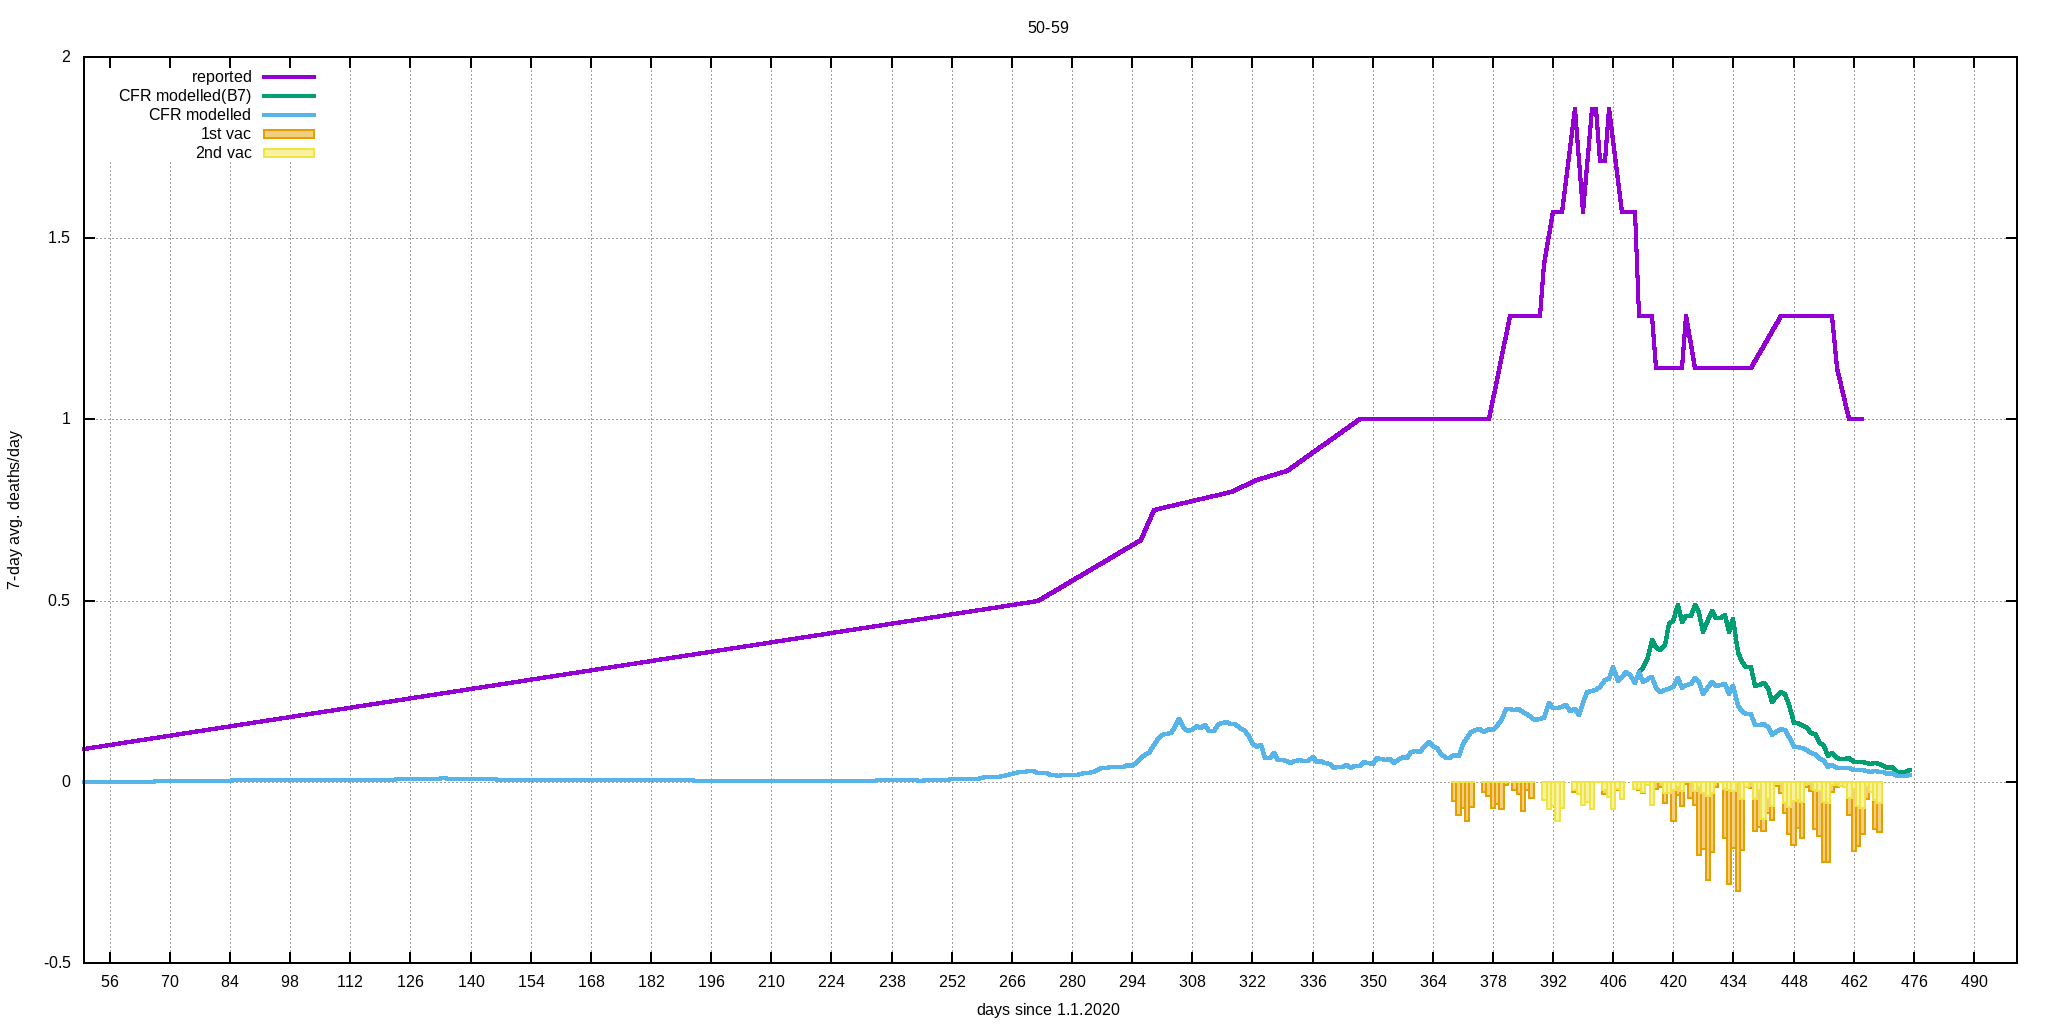 50-59
2
reported
CFR modelled(B7)
CFR modelled
1st vac
2nd vac
1.5
1
0.5
0
-0.5
7-day avg. deaths/day
56 70 84 98 112 126 140 154 168 182 196 210 224 238 252 266 280 294 308 322 336 350 364 378 392 406 420 434 448 462 476 490
days since 1.1.2020